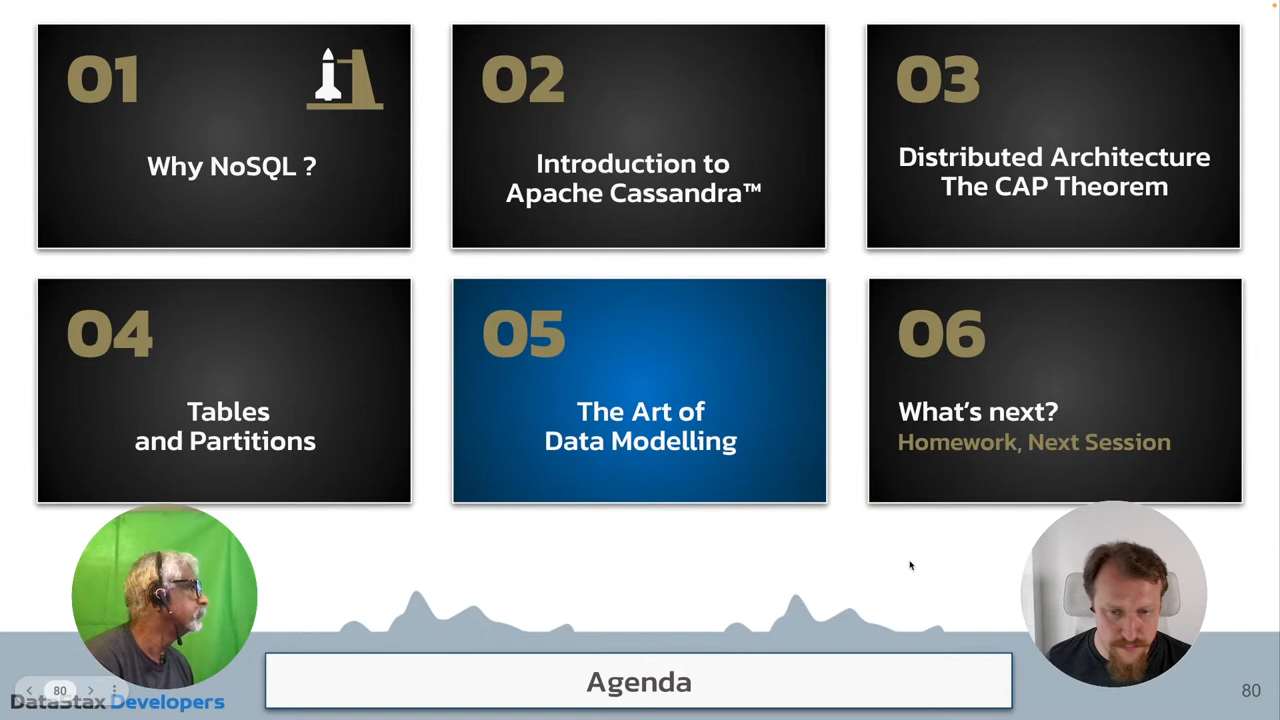 01
Why NoSQL ?
02
Introduction to
Apache Cassandra™
03
Distributed Architecture
The CAP Theorem
04
Tables
and Partitions
05
The Art of
Data Modelling
06
What's next?
Homework, Next Session
80
DataStax Developers
Agenda
80